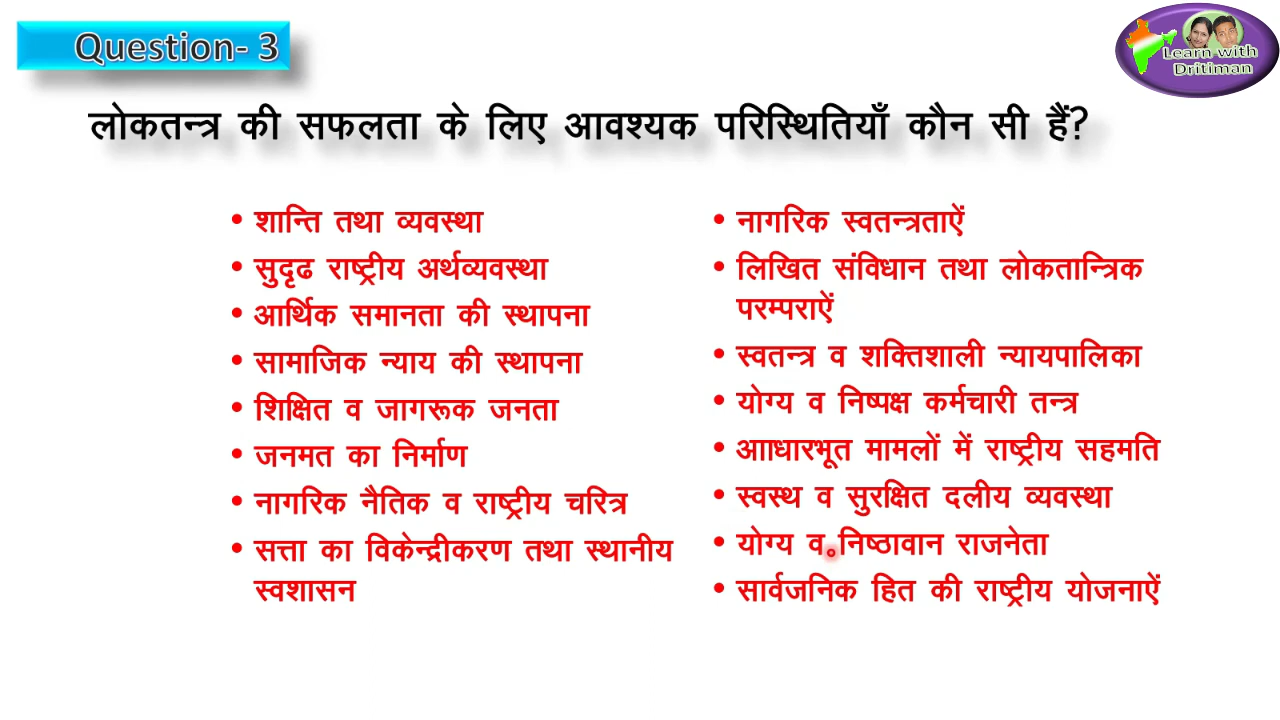 Question- 3
Learn with
Dritiman
लोकतन्त्र की सफलता के लिए आवश्यक परिस्थितियाँ कौन सी हैं?
• शान्ति तथा व्यवस्था
• सुदृढ राष्ट्रीय अर्थव्यवस्था
• आर्थिक समानता की स्थापना
• सामाजिक न्याय की स्थापना
• शिक्षित व जागरूक जनता
• जनमत का निर्माण
• नागरिक नैतिक व राष्ट्रीय चरित्र
• सत्ता का विकेन्द्रीकरण तथा स्थानीय
स्वशासन
• नागरिक स्वतन्त्रताऐं
• लिखित संविधान तथा लोकतान्त्रिक
परम्पराऐं
• स्वतन्त्र व शक्तिशाली न्यायपालिका
• योग्य व निष्पक्ष कर्मचारी तन्त्र
• आाधारभूत मामलों में राष्ट्रीय सहमति
• स्वस्थ व सुरक्षित दलीय व्यवस्था
• योग्य व निष्ठावान राजनेता
• सार्वजनिक हित की राष्ट्रीय योजनाऐं